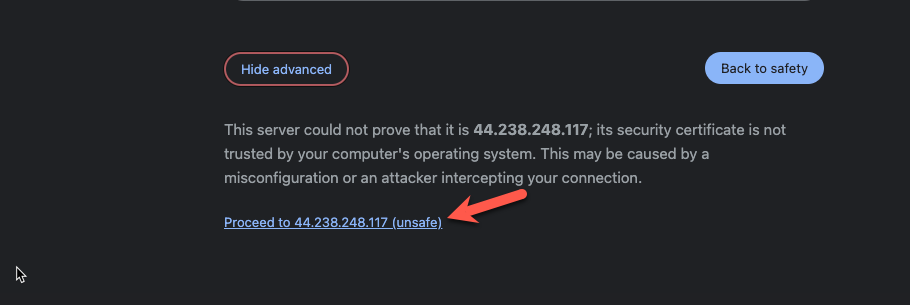 Hide advanced
Back to safety
This server could not prove that it is 44.238.248.117; its security certificate is not
trusted by your computer's operating system. This may be caused by a
misconfiguration or an attacker intercepting your connection.
Proceed to 44.238.248.117 (unsafe)